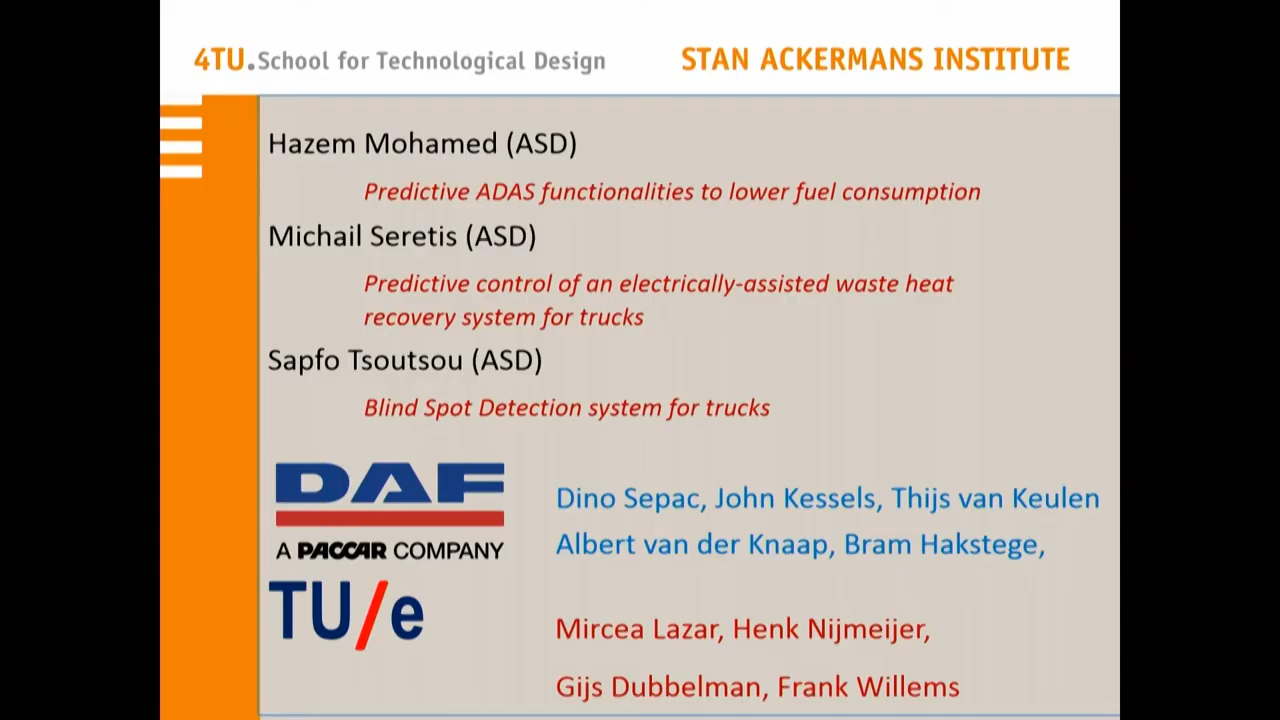 4TU.School for Technological Design STAN ACKERMANS INSTITUTE
Hazem Mohamed (ASD)
Predictive ADAS functionalities to lower fuel consumption
Michail Seretis (ASD)
Predictive control of an electrically-assisted waste heat
recovery system for trucks
Sapfo Tsoutsou (ASD)
Blind Spot Detection system for trucks
DAF
A PACCAR COMPANY
Dino Sepac, John Kessels, Thijs van Keulen
Albert van der Knaap, Bram Hakstege,
TU/e
Mircea Lazar, Henk Nijmeijer,
Gijs Dubbelman, Frank Willems